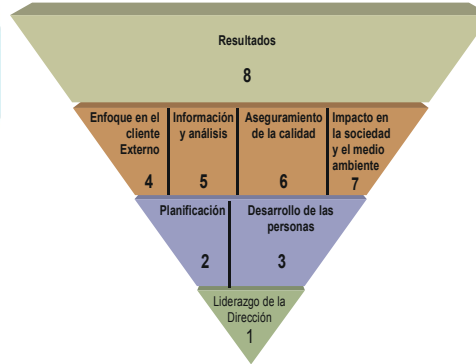 Resultados
8
Enfoque en el
cliente
Externo
4
Información
y análisis
5
Aseguramiento
de la calidad
6
Impacto en
la sociedad
y el medio
ambiente
7
Planificación
2
Desarrollo de las
personas
3
Liderazgo de la
Dirección
1